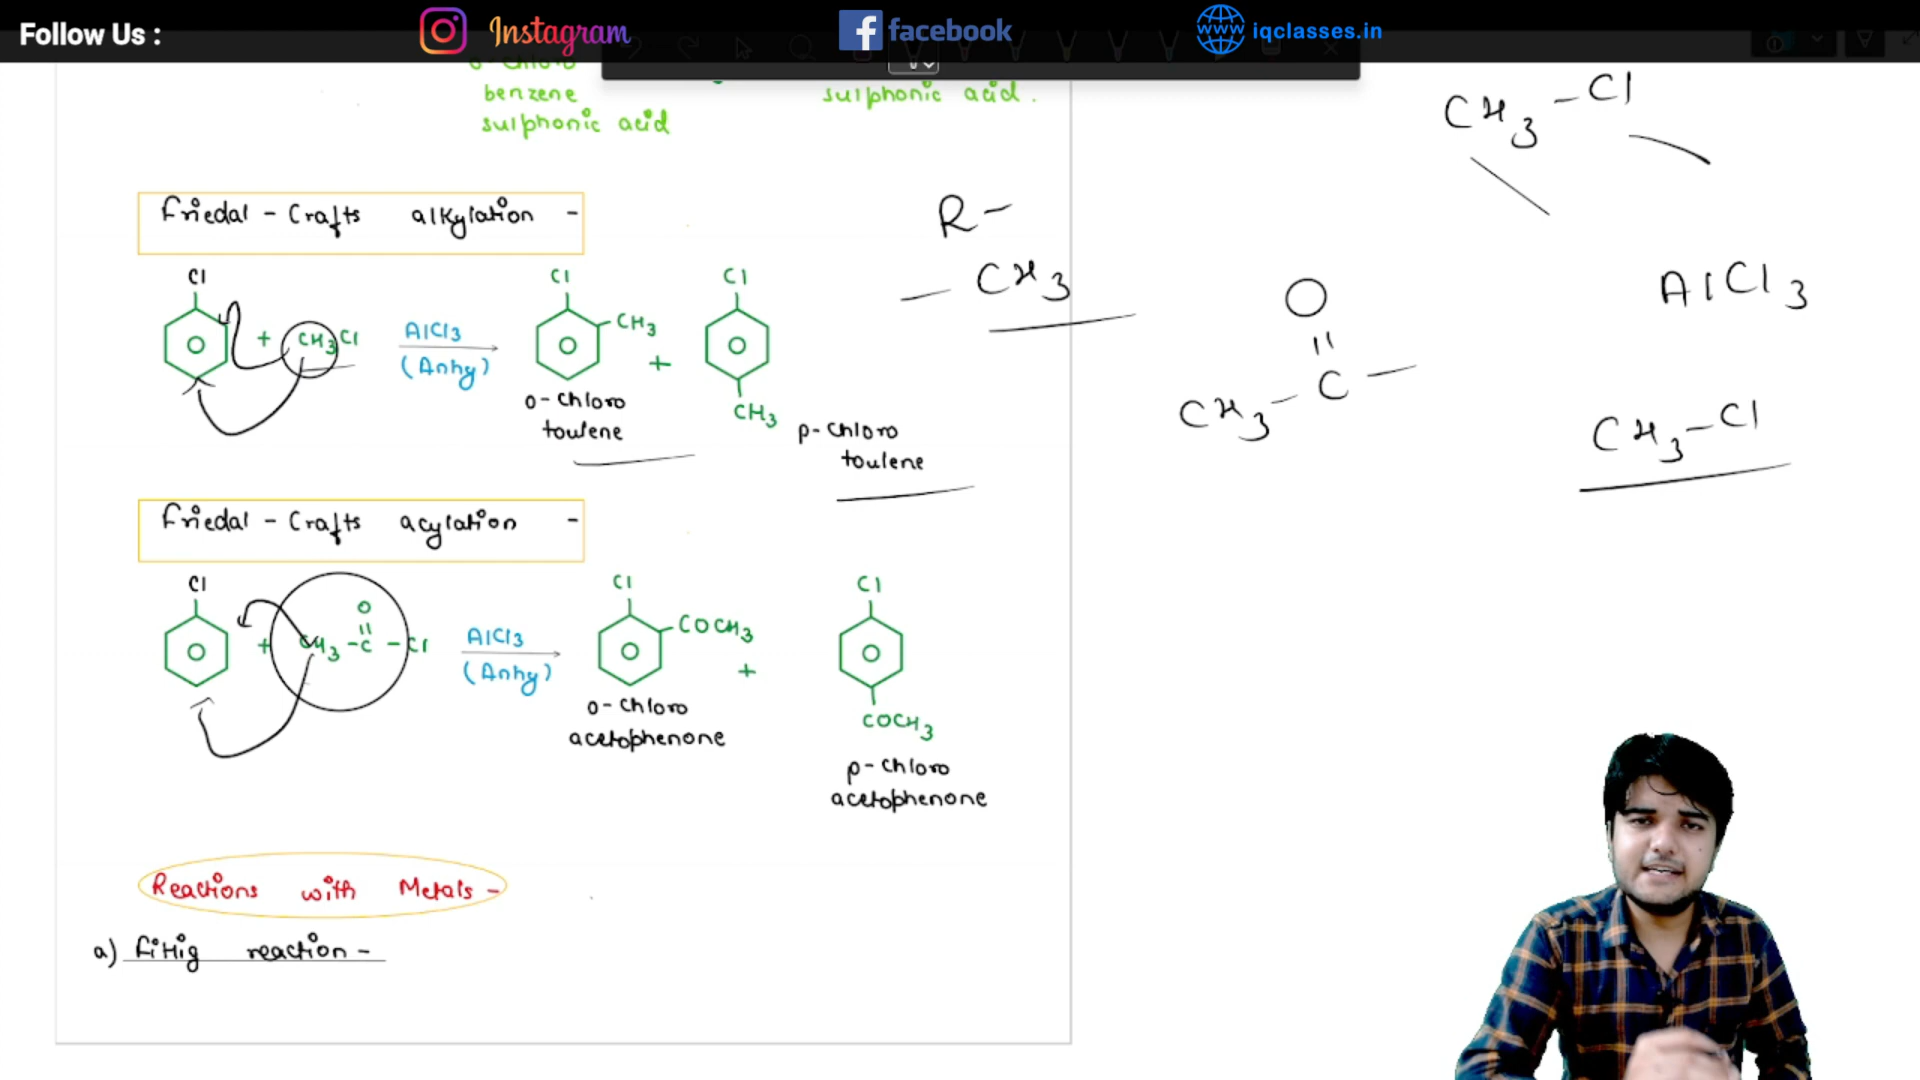 Follow Us :
Instagram
facebook
iqclasses.in
benzene
sulphonic acid
sulphonic acid .
CH3 - Cl
Friedal - Crafts alkylation -
Cl
+ CH3Cl
AlCl3
(Anhy)
Cl
CH3
+
Cl
CH3
o- chloro
toulene
p- chloro
toulene
R -
- CH3
O
CH3 - C -
AlCl3
CH3 - Cl
Friedal - Crafts acylation -
Cl
+
O
CH3 - C - Cl
AlCl3
(Anhy)
Cl
COCH3
+
Cl
COCH3
o- chloro
acetophenone
p- chloro
acetophenone
Reactions with Metals -
a) Fittig reaction -